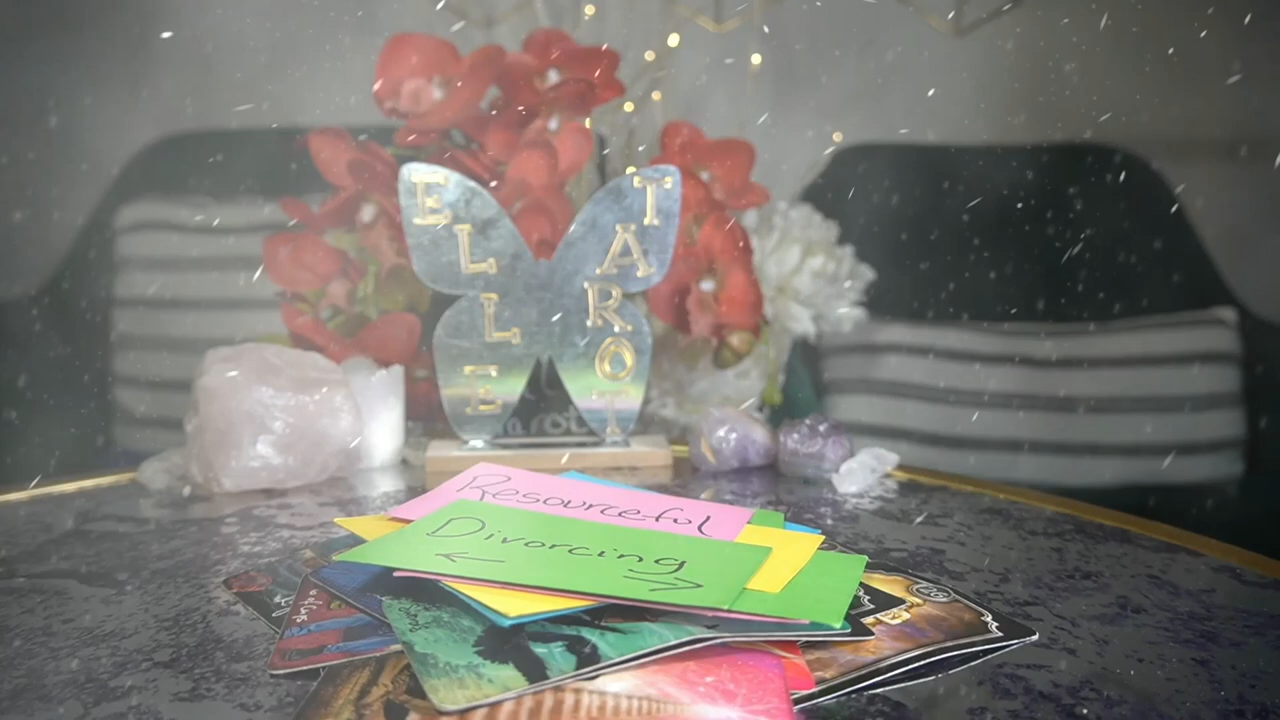 ELLE
TAROT
Resourceful
Divorcing
← →